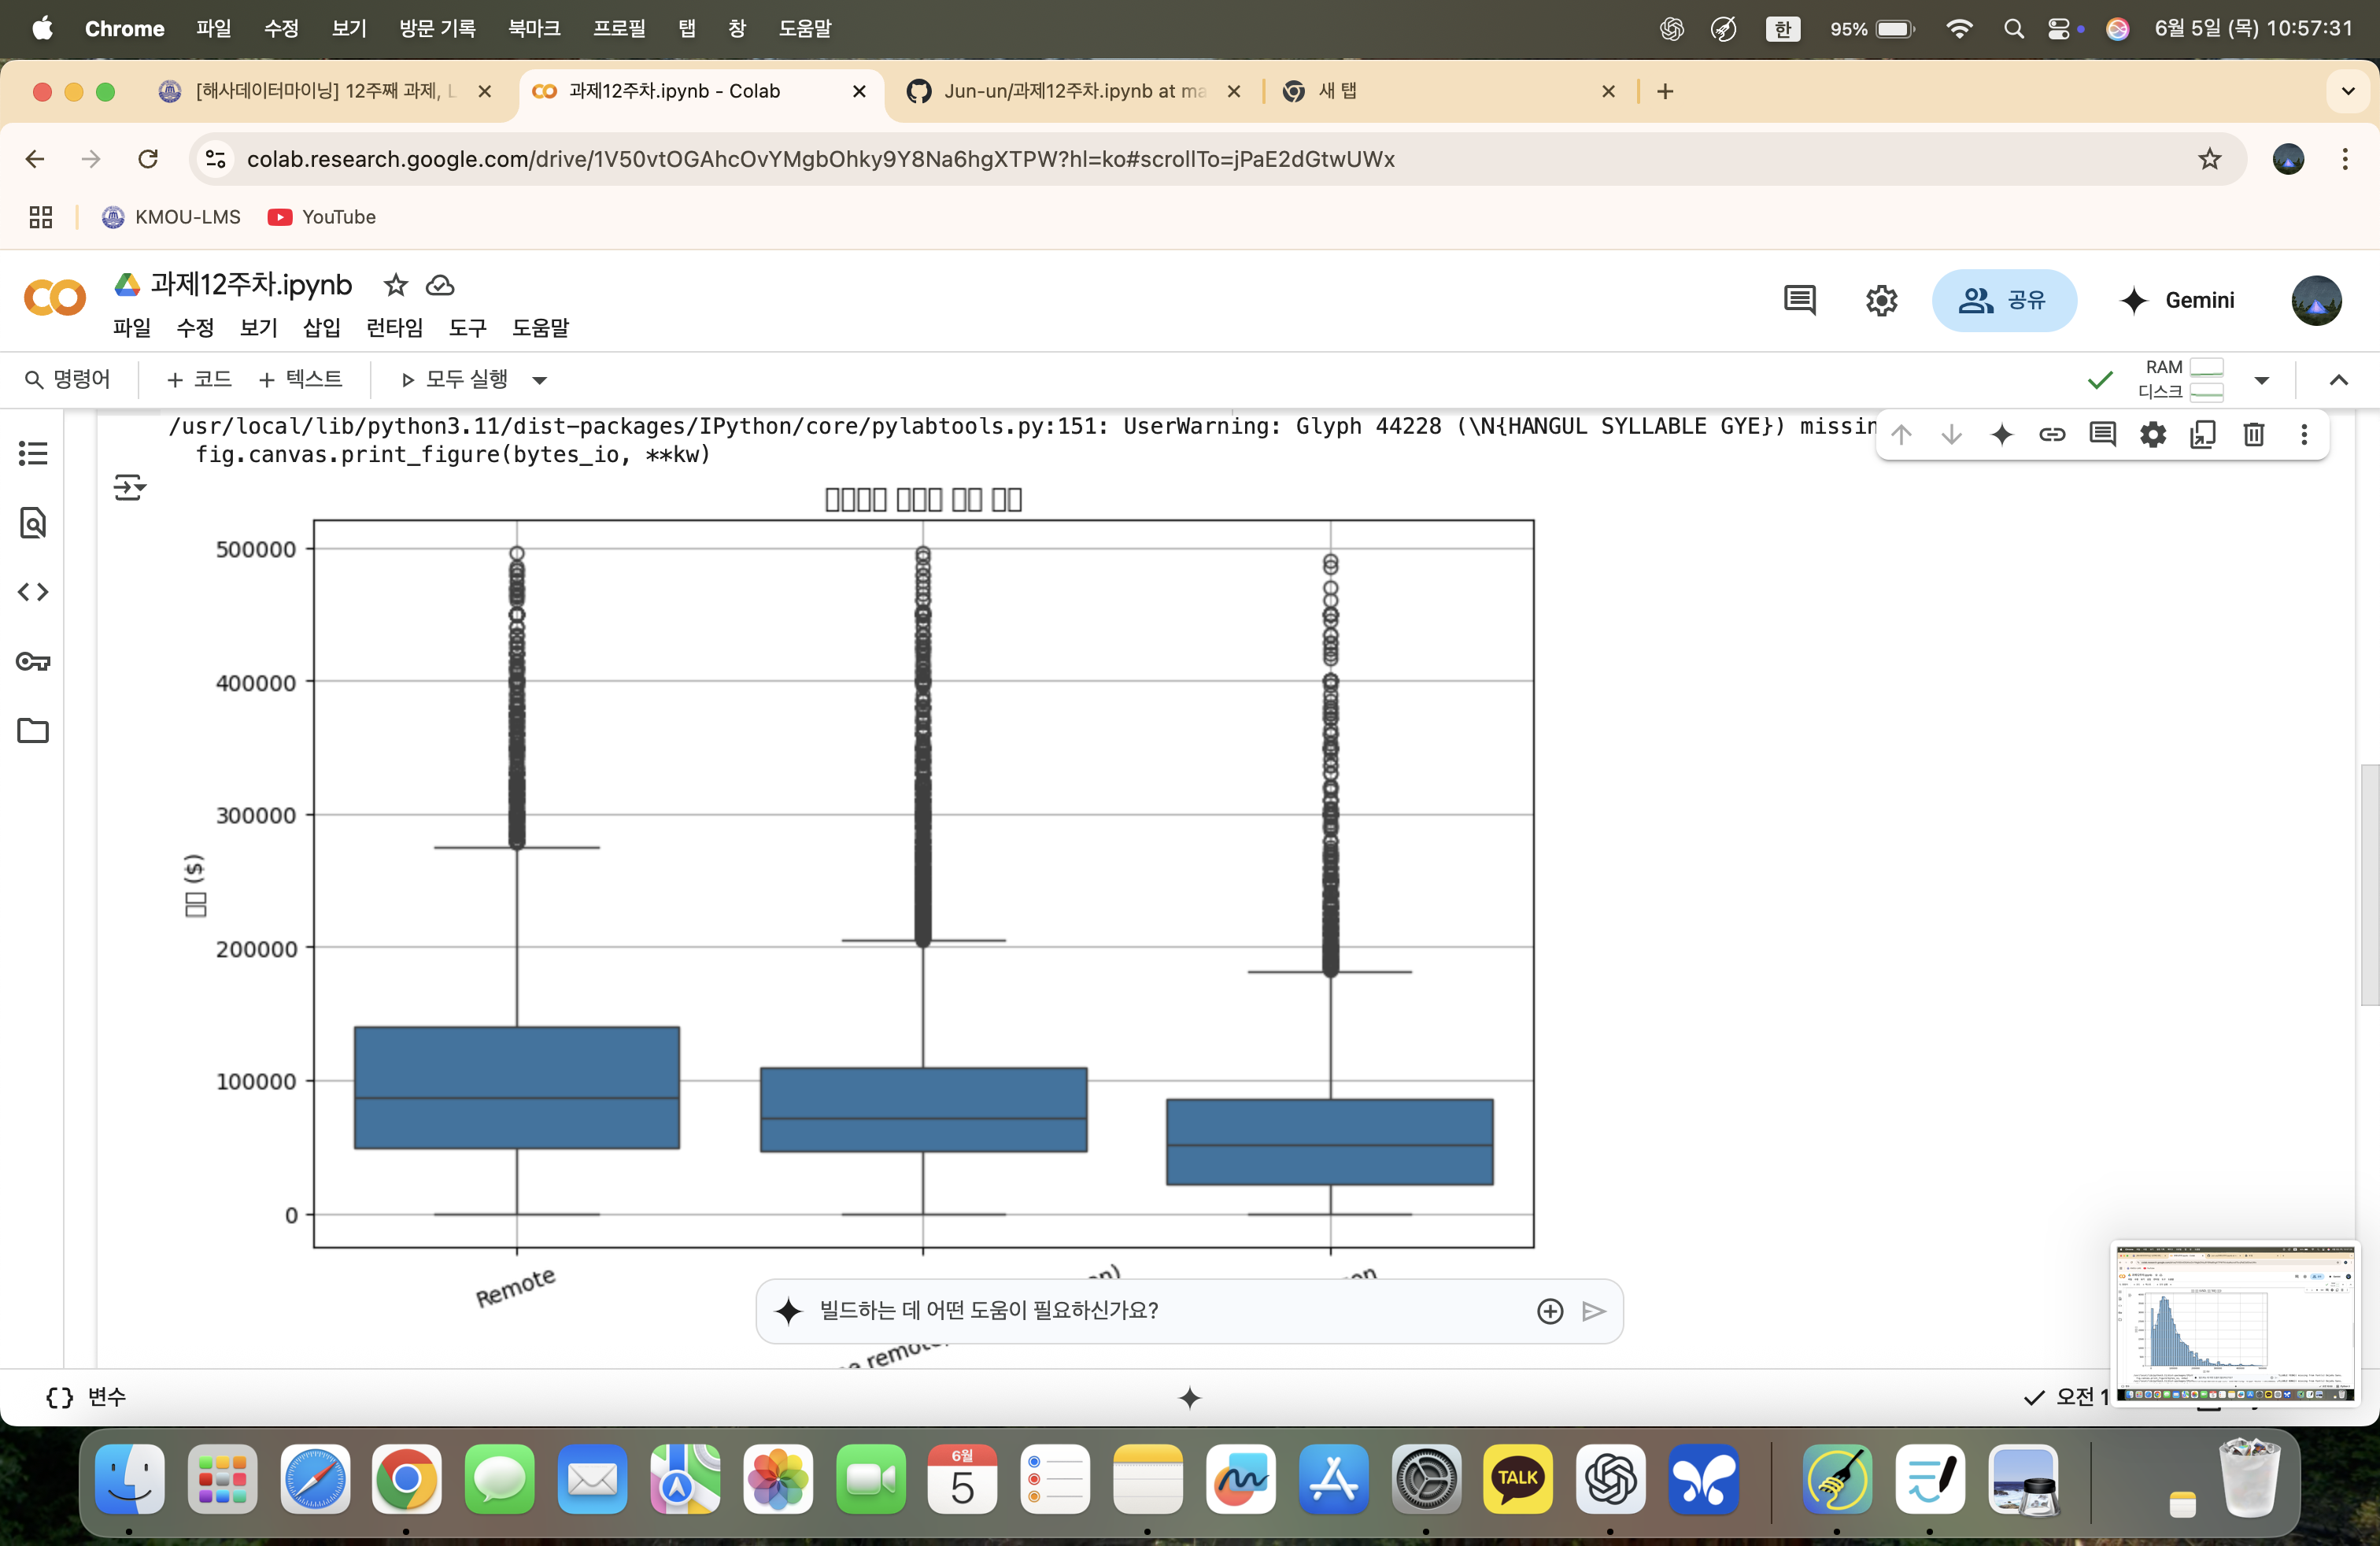 Chrome 파일 수정 보기 방문 기록 북마크 프로필 탭 창 도움말 한 95% 6월 5일 (목) 10:57:31
[해사데이터마이닝] 12주째 과제, L 과제12주차.ipynb - Colab Jun-un/과제12주차.ipynb at ma 새 탭
colab.research.google.com/drive/1V50vtOGAhcOvYMgbOhky9Y8Na6hgXTPW?hl=ko#scrollTo=jPaE2dGtwUWx
KMOU-LMS YouTube
과제12주차.ipynb 공유 Gemini
파일 수정 보기 삽입 런타임 도구 도움말
명령어 + 코드 + 텍스트 모두 실행 RAM
디스크
/usr/local/lib/python3.11/dist-packages/IPython/core/pylabtools.py:151: UserWarning: Glyph 44228 (\N{HANGUL SYLLABLE GYE}) missin
fig.canvas.print_figure(bytes_io, **kw)
□□□□ □□□ □□ □□
500000
400000
300000
□□ ($)
200000
100000
0
Remote
빌드하는 데 어떤 도움이 필요하신가요?
{} 변수 오전 1
6월
5
TALK